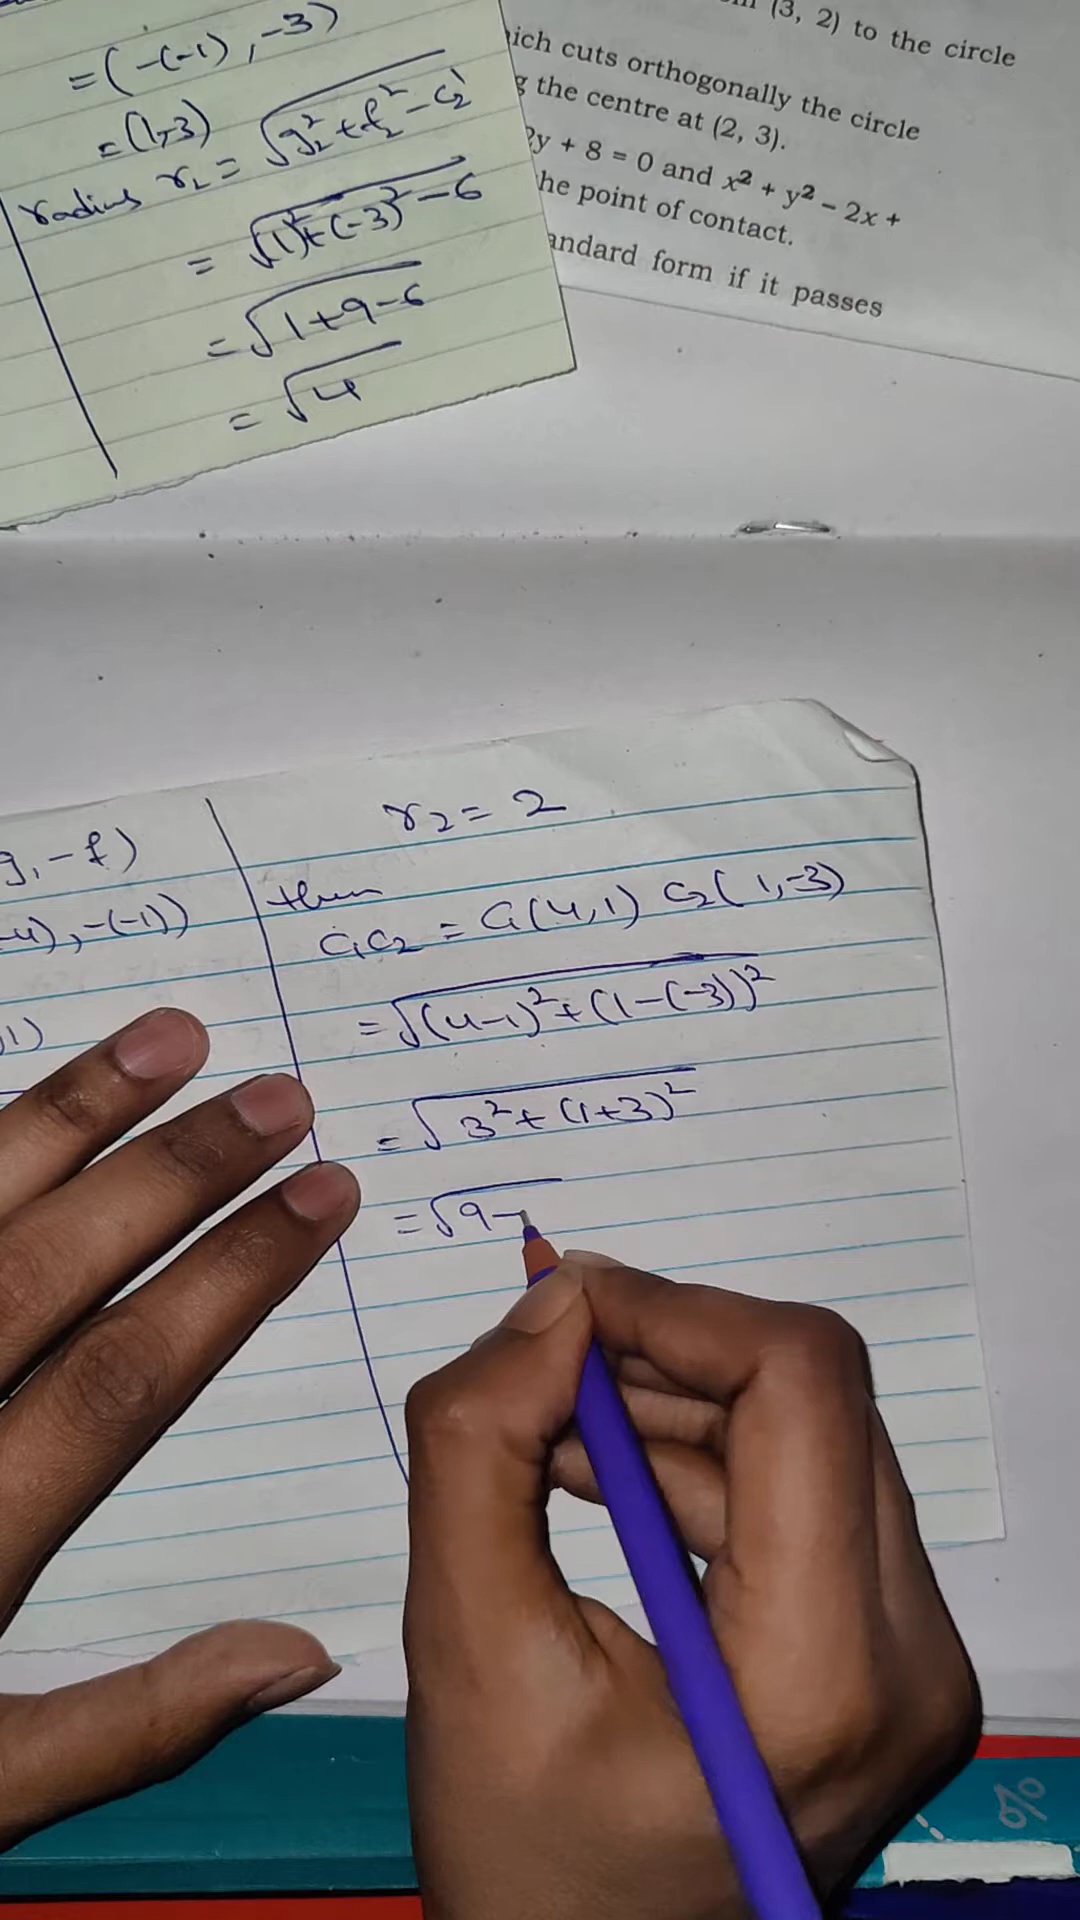 = (-(-1), -3)
= (1,-3)
radius r₂ = √g₂² + f₂² - c₂
= √(1)² + (-3)² - 6
= √1+9-6
= √4
(3, 2) to the circle
ich cuts orthogonally the circle
the centre at (2, 3).
2y + 8 = 0 and x² + y² – 2x +
he point of contact.
andard form if it passes
g, -f)
4), -(-1))
1)
r₂ = 2
then
C₁C₂ = C₁(4,1) C₂(1,-3)
= √(4-1)² + (1-(-3))²
= √3² + (1+3)²
= √9